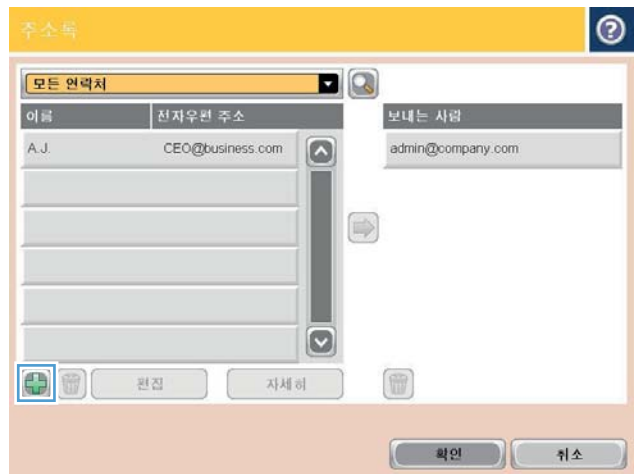 주소록
?
모든 연락처
이름 전자우편 주소 보내는 사람
A.J. CEO@business.com admin@company.com
편집 자세히
확인 취소